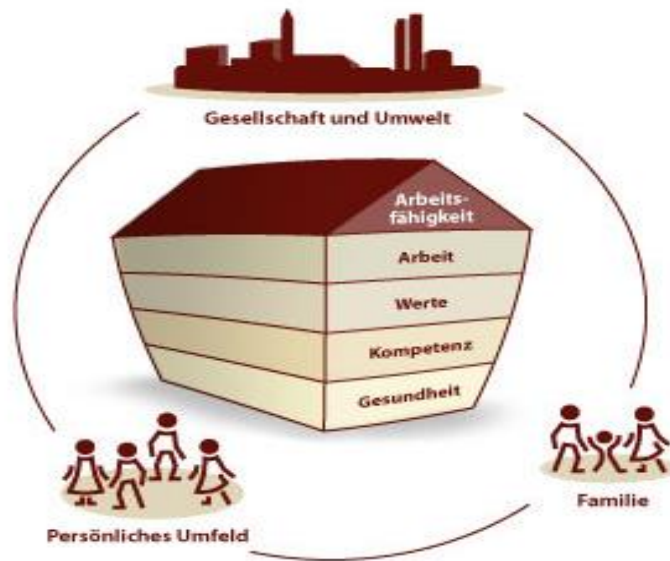 Gesellschaft und Umwelt
Arbeits-
fähigkeit
Arbeit
Werte
Kompetenz
Gesundheit
Familie
Persönliches Umfeld